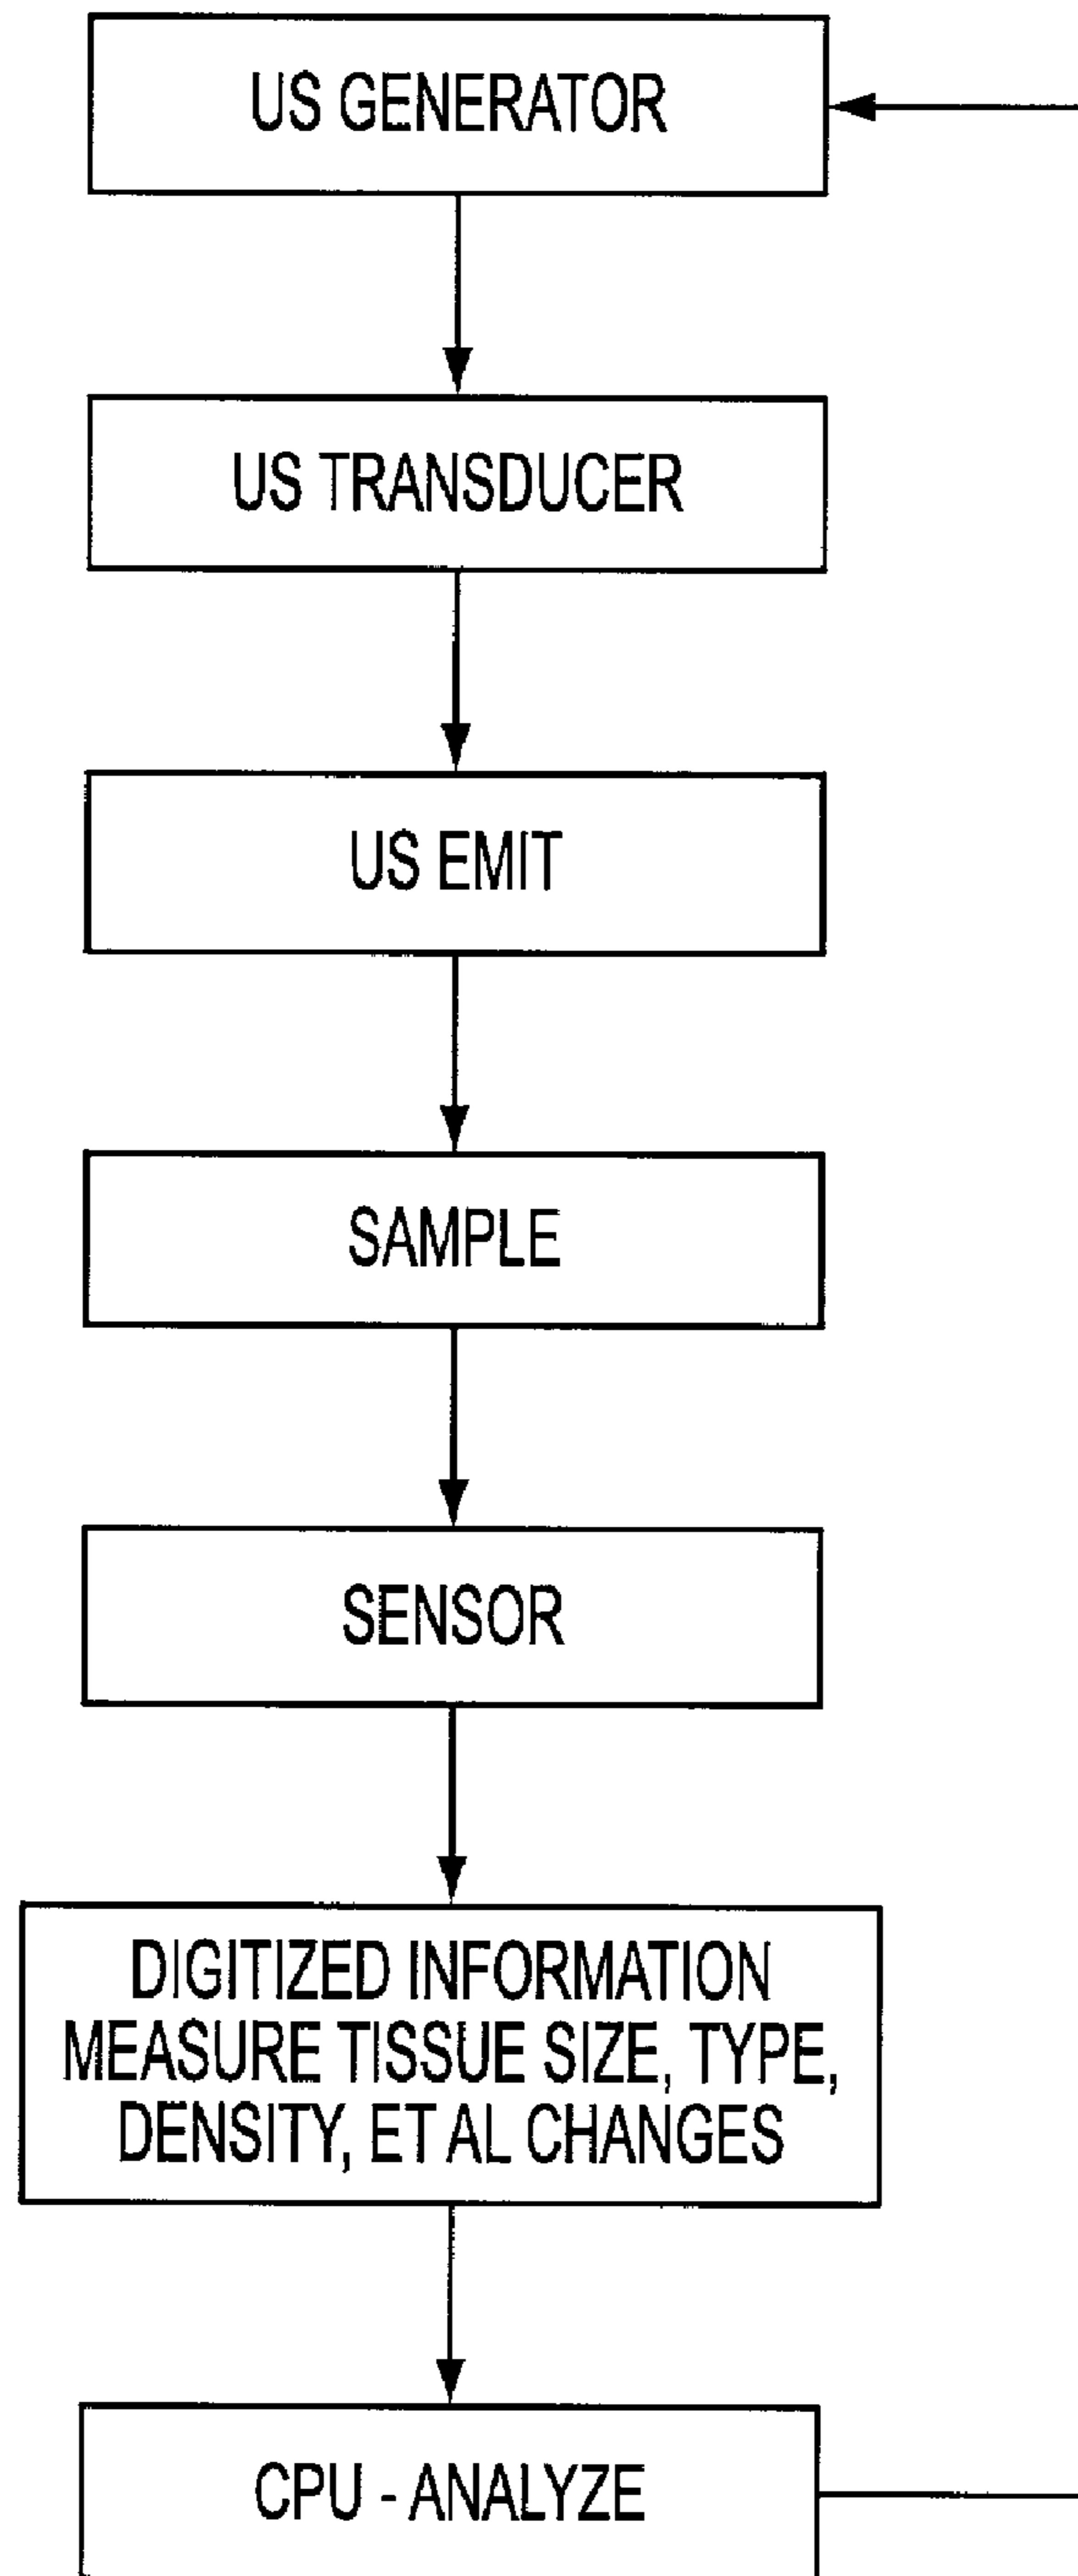 US GENERATOR
US TRANSDUCER
US EMIT
SAMPLE
SENSOR
DIGITIZED INFORMATION
MEASURE TISSUE SIZE, TYPE,
DENSITY, ET AL CHANGES
CPU - ANALYZE